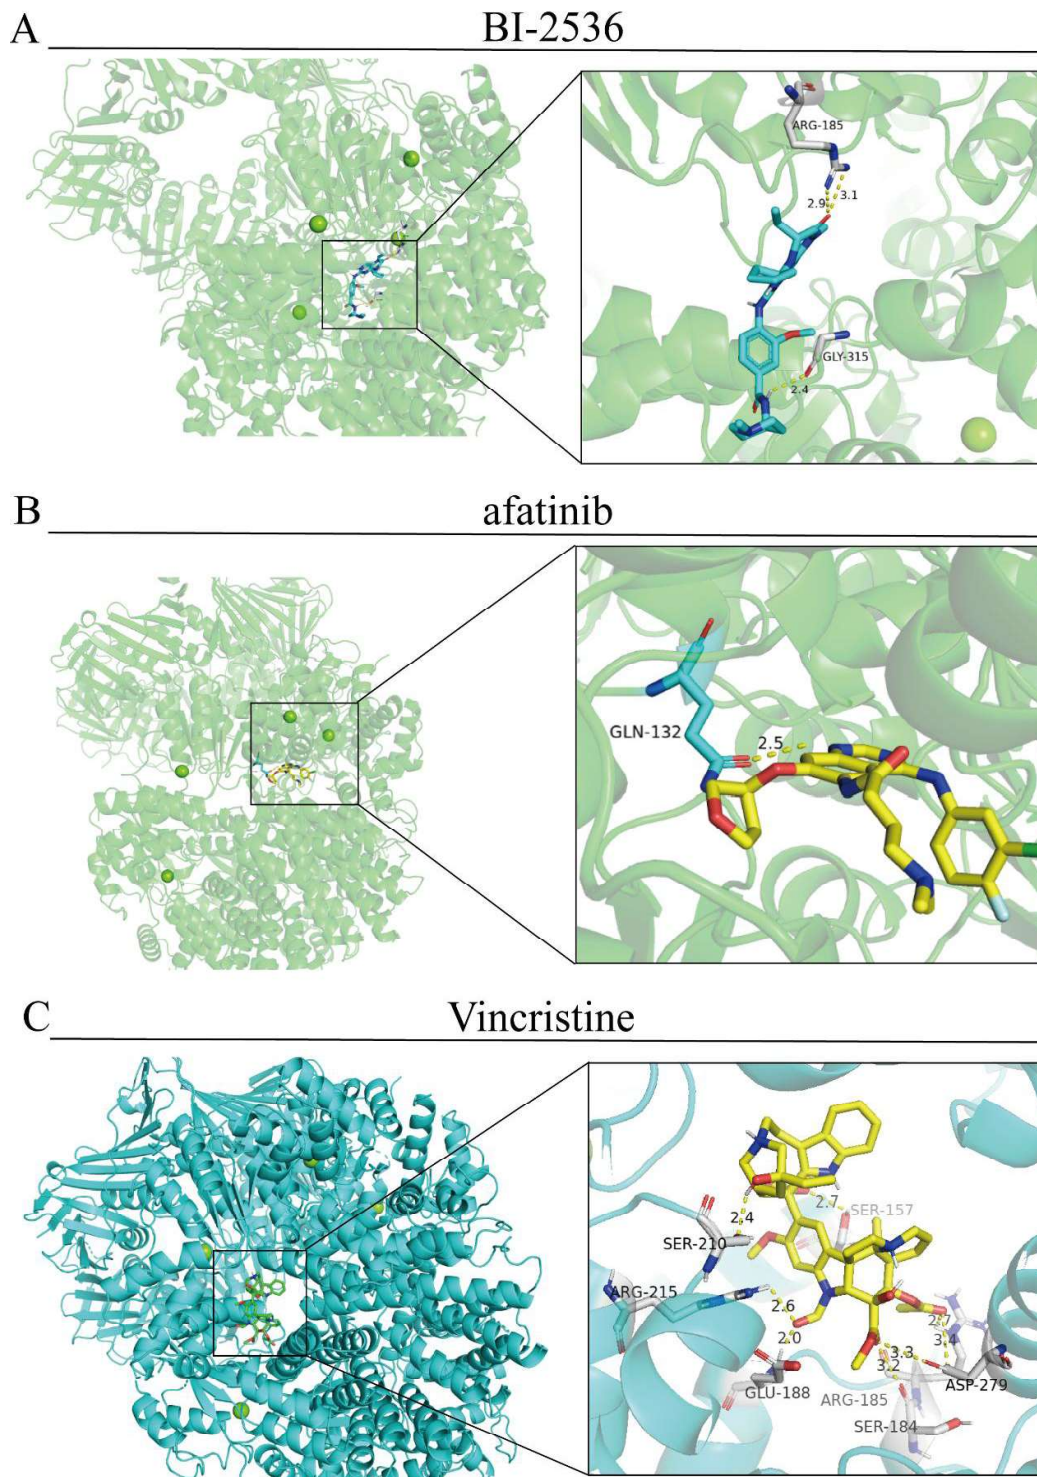 A
BI-2536
ARG-185
2.9
3.1
GLY-315
2.4
B
afatinib
GLN-132
2.5
C
Vincristine
2.7
SER-157
2.4
SER-210
ARG-215
2.6
2.7
2.0
3.3
3.4
3.2
GLU-188
ARG-185
ASP-279
SER-184